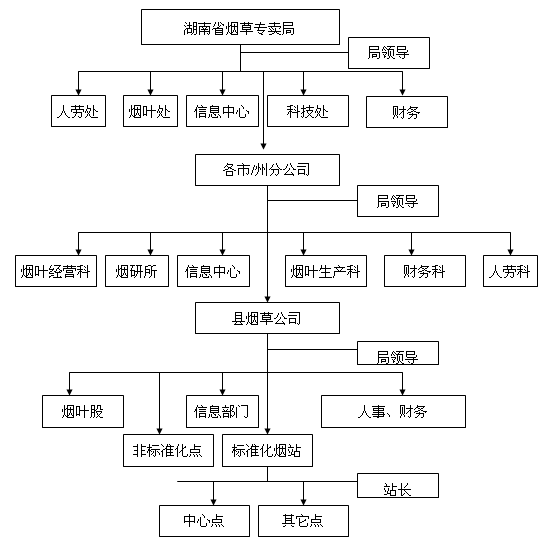 湖南省烟草专卖局
局领导
人劳处
烟叶处
信息中心
科技处
财务
各市/州分公司
局领导
烟叶经营科
烟研所
信息中心
烟叶生产科
财务科
人劳科
县烟草公司
局领导
烟叶股
信息部门
人事、财务
非标准化点
标准化烟站
站长
中心点
其它点